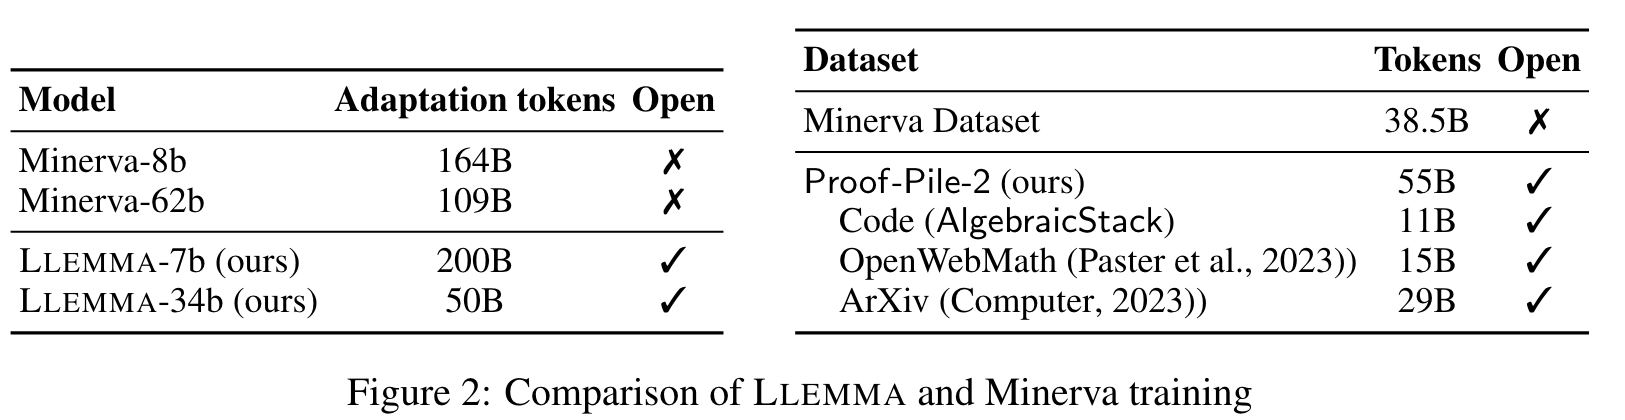 Model Adaptation tokens Open
Minerva-8b 164B ✗
Minerva-62b 109B ✗
LLEMMA-7b (ours) 200B ✓
LLEMMA-34b (ours) 50B ✓
Dataset Tokens Open
Minerva Dataset 38.5B ✗
Proof-Pile-2 (ours) 55B ✓
Code (AlgebraicStack) 11B ✓
OpenWebMath (Paster et al., 2023)) 15B ✓
ArXiv (Computer, 2023)) 29B ✓
Figure 2: Comparison of LLEMMA and Minerva training